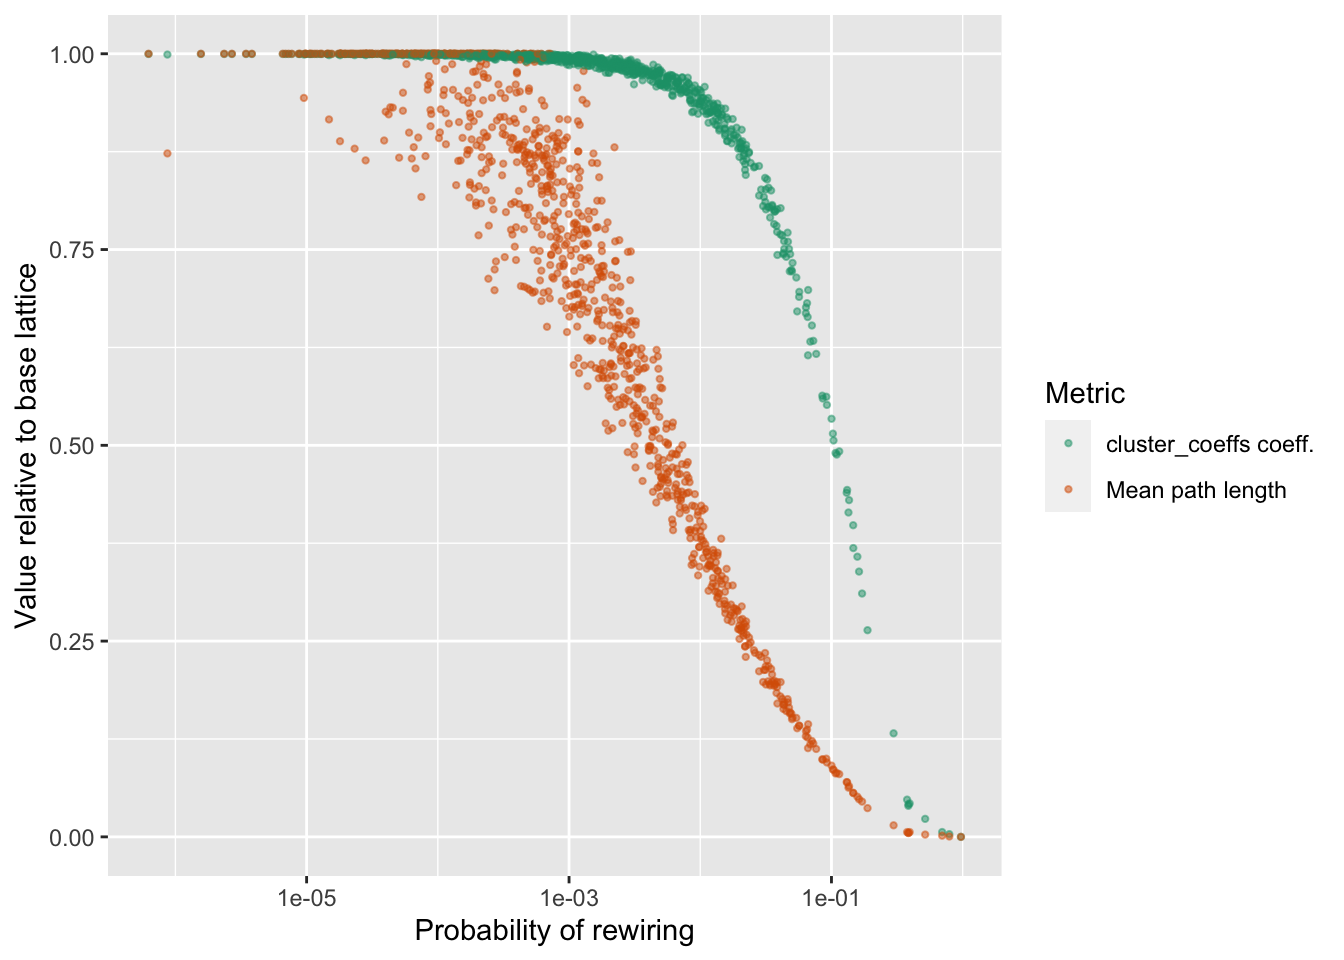 1.00
0.75
0.50
0.25
0.00
Value relative to base lattice
1e-05
1e-03
1e-01
Probability of rewiring
Metric
cluster_coeffs coeff.
Mean path length